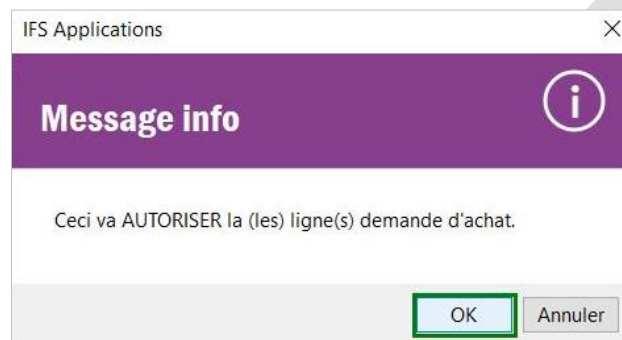 IFS Applications
Message info
Ceci va AUTORISER la (les) ligne(s) demande d'achat.
OK
Annuler